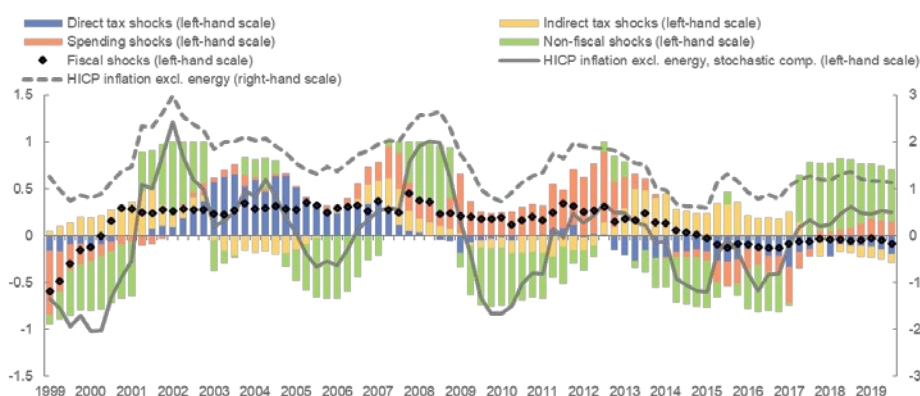 Direct tax shocks (left-hand scale)
Indirect tax shocks (left-hand scale)
Spending shocks (left-hand scale)
Non-fiscal shocks (left-hand scale)
Fiscal shocks (left-hand scale)
HICP inflation excl. energy, stochastic comp. (left-hand scale)
HICP inflation excl. energy (right-hand scale)
1.5
3
1
2
0.5
1
0
0
-0.5
-1
-1
-2
-1.5
-3
1999 2000 2001 2002 2003 2004 2005 2006 2007 2008 2009 2010 2011 2012 2013 2014 2015 2016 2017 2018 2019